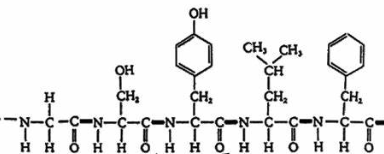 OH
CH₃ CH₃
OH CH
H CH₂ CH₂ CH₂ CH₂
-N-C-C-N-C-C-N-C-C-N-C-C-N-C-C-
H H O H H O H H O H H O H H O